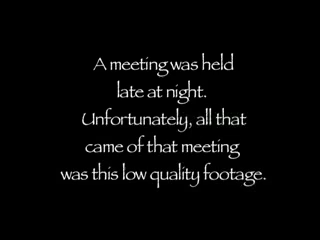 A meeting was held
late at night.
Unfortunately, all that
came of that meeting
was this low quality footage.